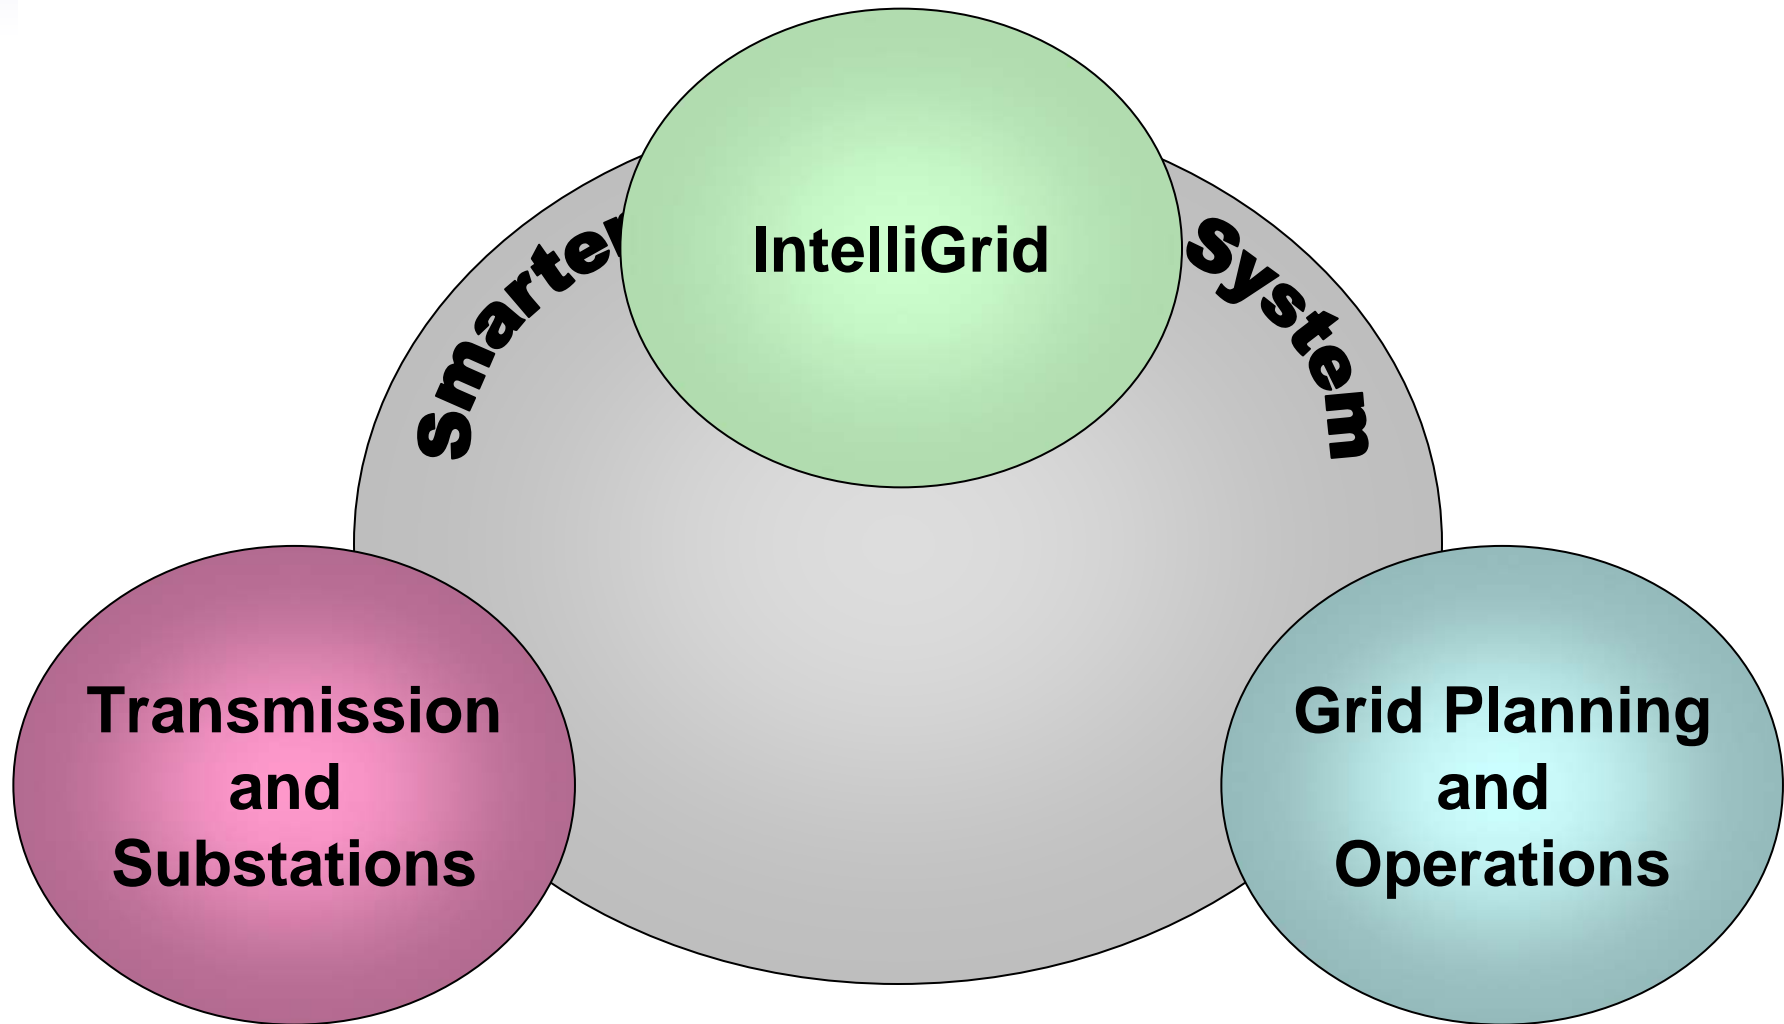 Smarter
System
IntelliGrid
Transmission
and
Substations
Grid Planning
and
Operations